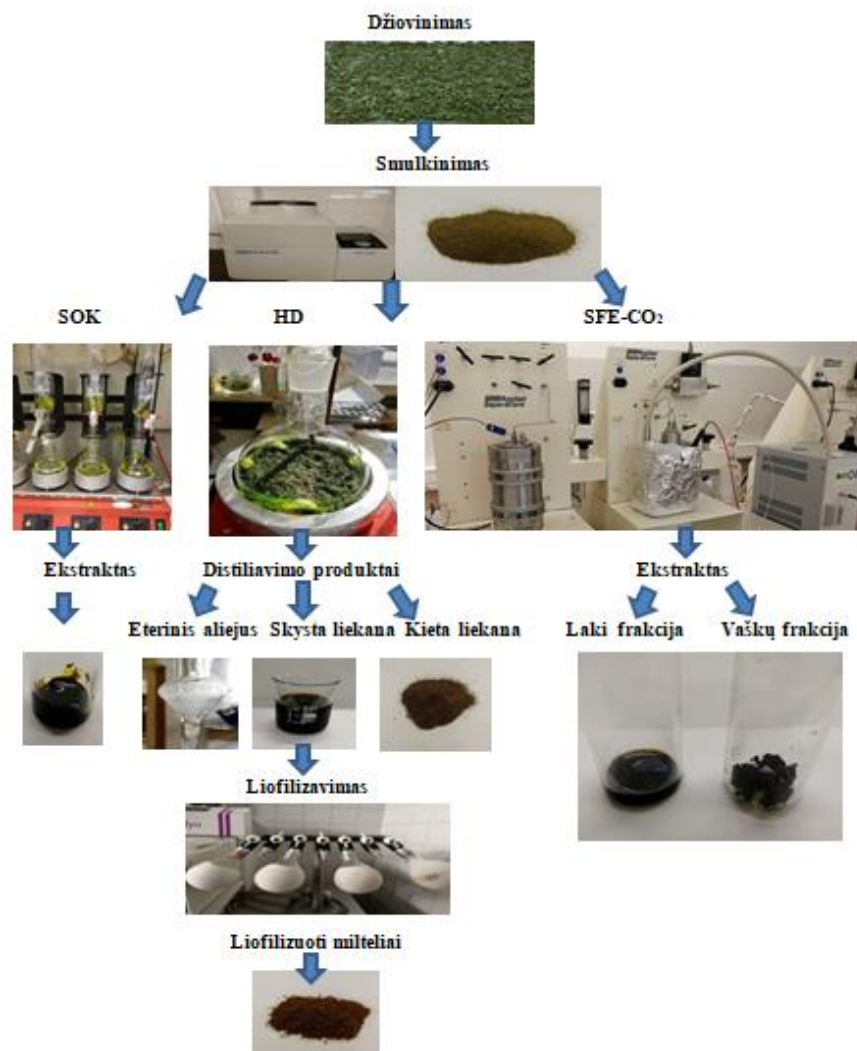 Džiovinimas
Smulkinimas
SOK HD SFE-CO₂
Ekstraktas Distiliavimo produktai Ekstraktas
Eterinis aliejus Skysta liekana Kieta liekana Laki frakcija Vaškų frakcija
Liofilizavimas
Liofilizuoti milteliai